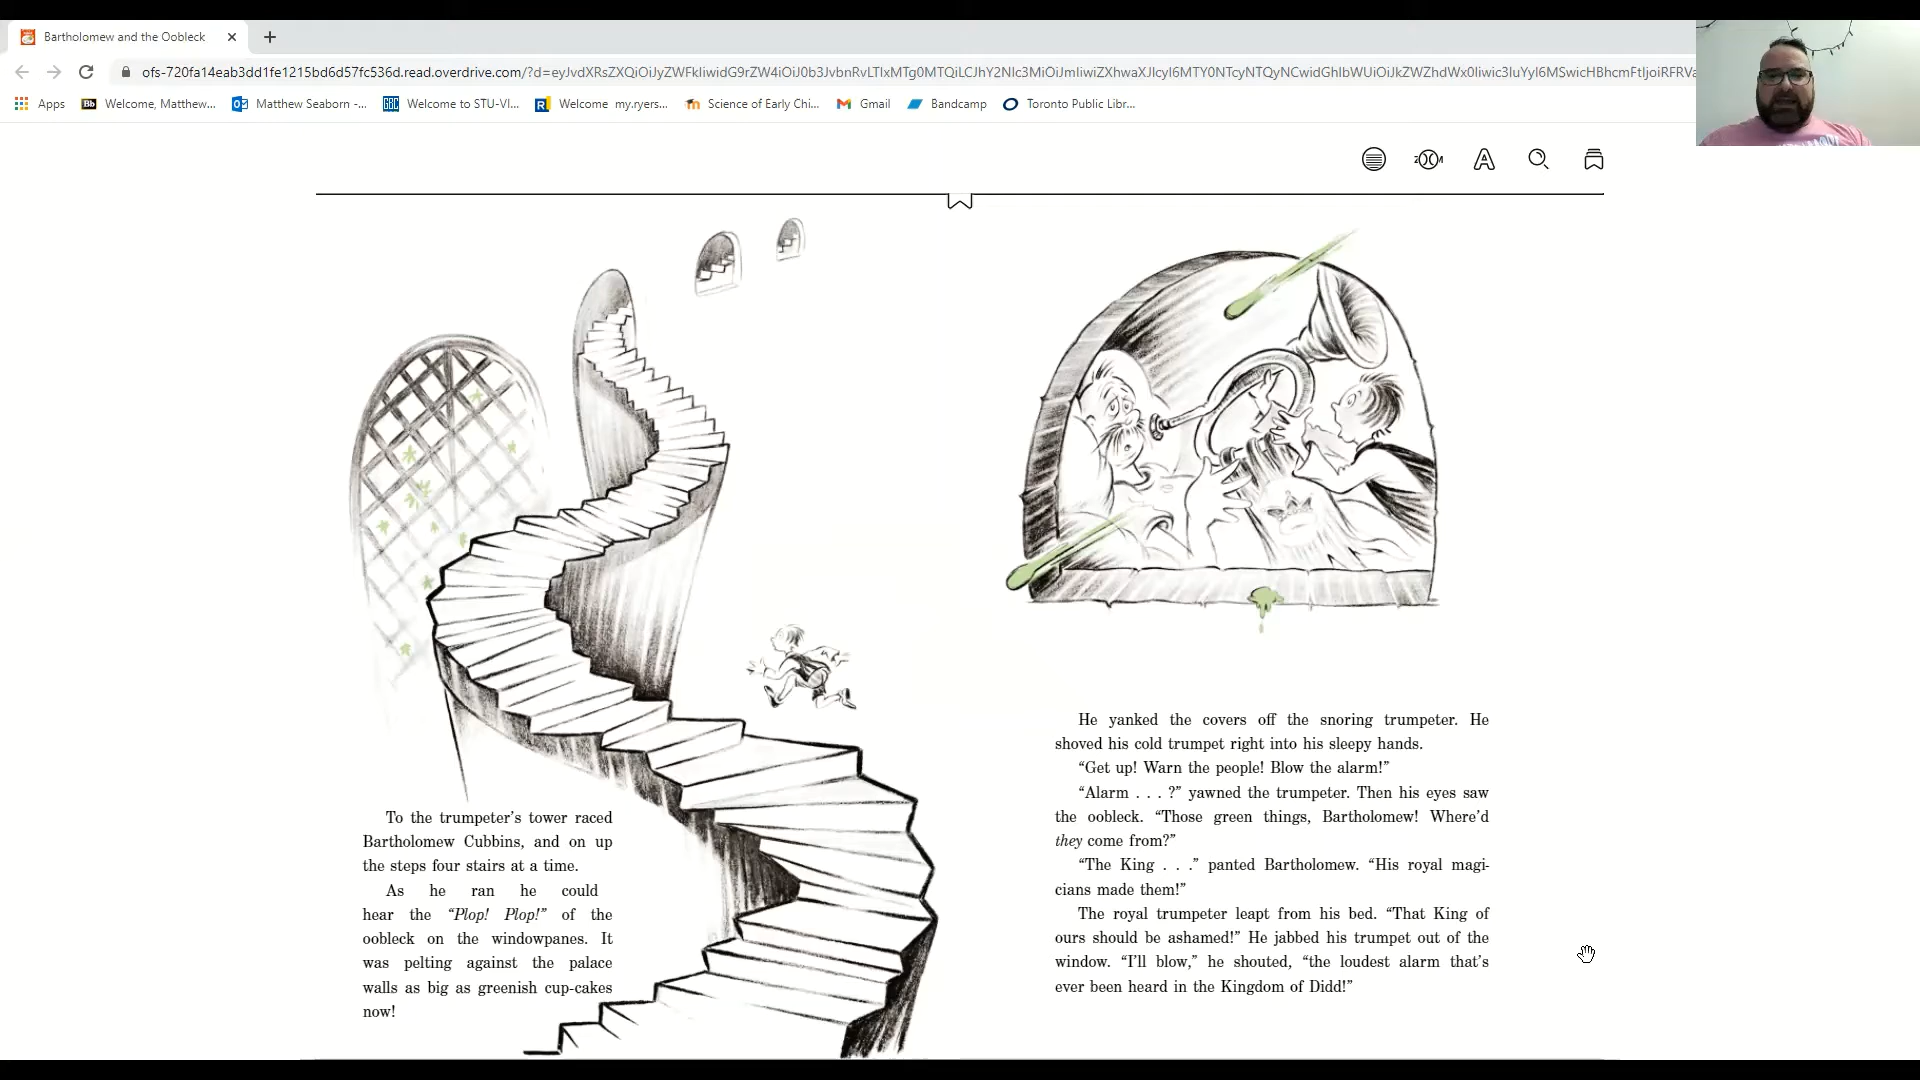 Bartholomew and the Oobleck
ofs-720fa14eab3dd1fe1215bd6d57fc536d.read.overdrive.com/
Apps
Welcome, Matthew...
Matthew Seaborn -...
Welcome to STU-VI...
Welcome my.ryers...
Science of Early Chi...
Gmail
Bandcamp
Toronto Public Libr...
To the trumpeter’s tower raced
Bartholomew Cubbins, and on up
the steps four stairs at a time.
As he ran he could
hear the “Plop! Plop!” of the
oobleck on the windowpanes. It
was pelting against the palace
walls as big as greenish cup-cakes
now!
He yanked the covers off the snoring trumpeter. He
shoved his cold trumpet right into his sleepy hands.
“Get up! Warn the people! Blow the alarm!”
“Alarm . . . ?” yawned the trumpeter. Then his eyes saw
the oobleck. “Those green things, Bartholomew! Where’d
they come from?”
“The King . . .” panted Bartholomew. “His royal magi-
cians made them!”
The royal trumpeter leapt from his bed. “That King of
ours should be ashamed!” He jabbed his trumpet out of the
window. “I’ll blow,” he shouted, “the loudest alarm that’s
ever been heard in the Kingdom of Didd!”